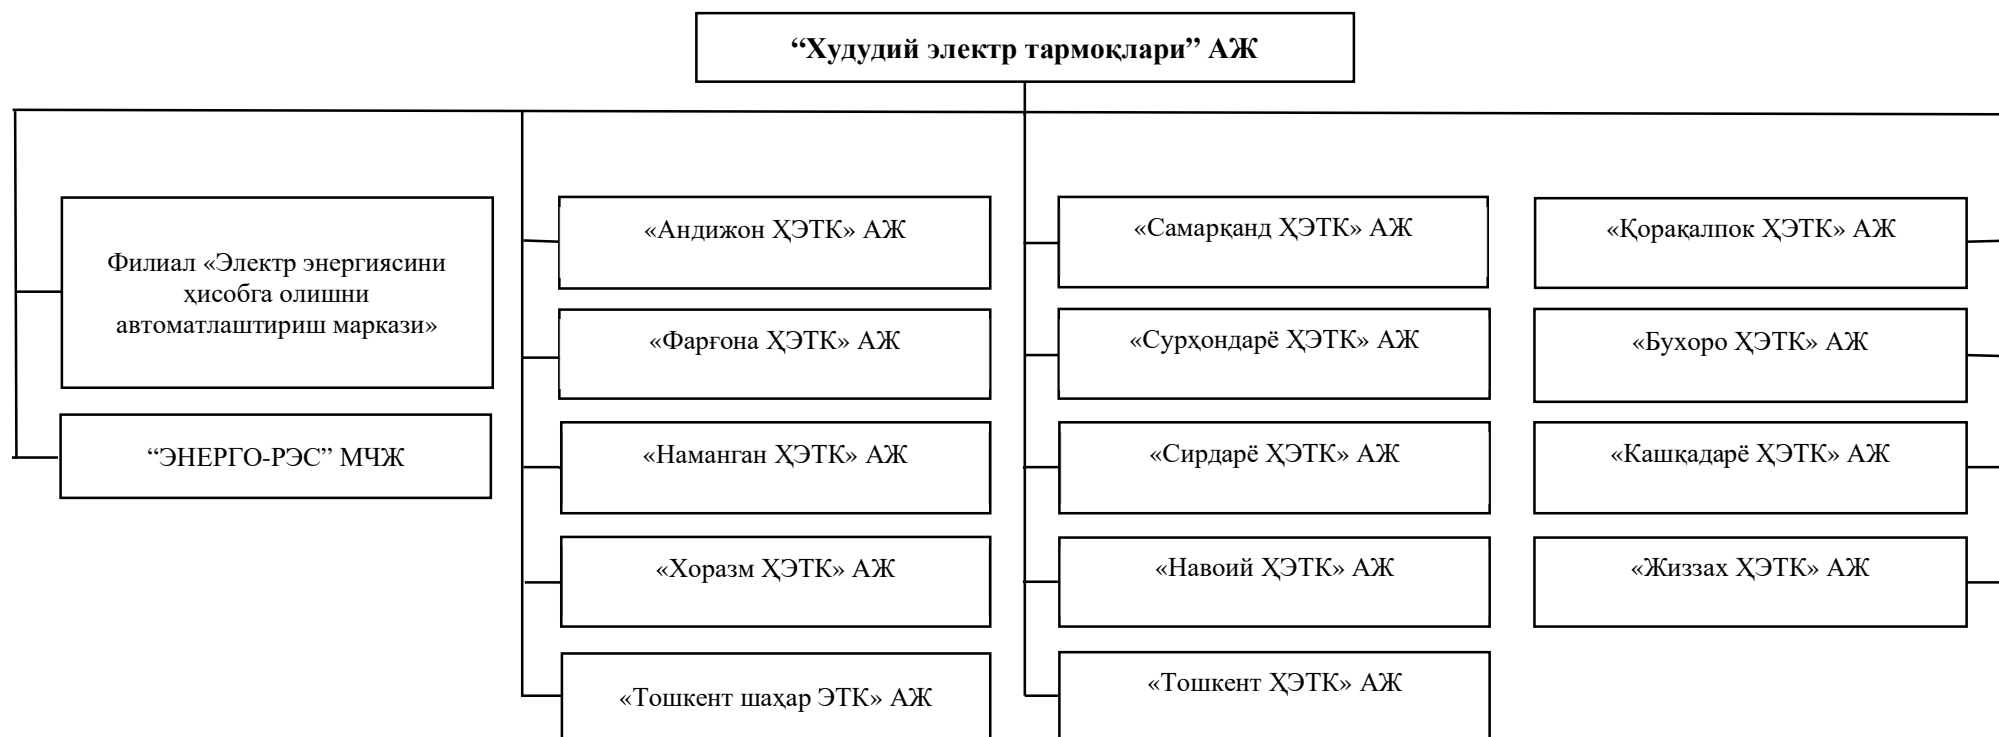 “Худудий электр тармоқлари” АЖ
Филиал «Электр энергиясини
ҳисобга олишни
автоматлаштириш маркази»
“ЭНЕРГО-РЭС” МЧЖ
«Андижон ҲЭТК» АЖ
«Фарғона ҲЭТК» АЖ
«Наманган ҲЭТК» АЖ
«Хоразм ҲЭТК» АЖ
«Тошкент шаҳар ЭТК» АЖ
«Самарқанд ҲЭТК» АЖ
«Сурҳондарё ҲЭТК» АЖ
«Сирдарё ҲЭТК» АЖ
«Навоий ҲЭТК» АЖ
«Тошкент ҲЭТК» АЖ
«Қорақалпок ҲЭТК» АЖ
«Бухоро ҲЭТК» АЖ
«Кашқадарё ҲЭТК» АЖ
«Жиззах ҲЭТК» АЖ